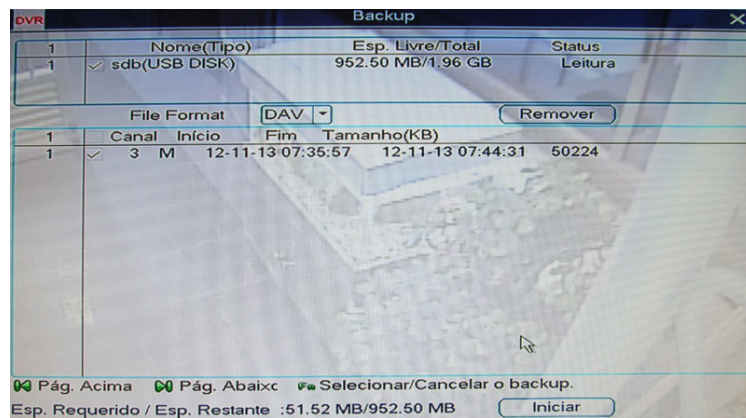 DVR Backup
1 Nome(Tipo) Esp. Livre/Total Status
1 sdb(USB DISK) 952.50 MB/1.96 GB Leitura
File Format DAV Remover
1 Canal Início Fim Tamanho(KB)
1 3 M 12-11-13 07:35:57 12-11-13 07:44:31 50224
Pág. Acima Pág. Abaixc Fn Selecionar/Cancelar o backup.
Esp. Requerido / Esp. Restante :51.52 MB/952.50 MB Iniciar